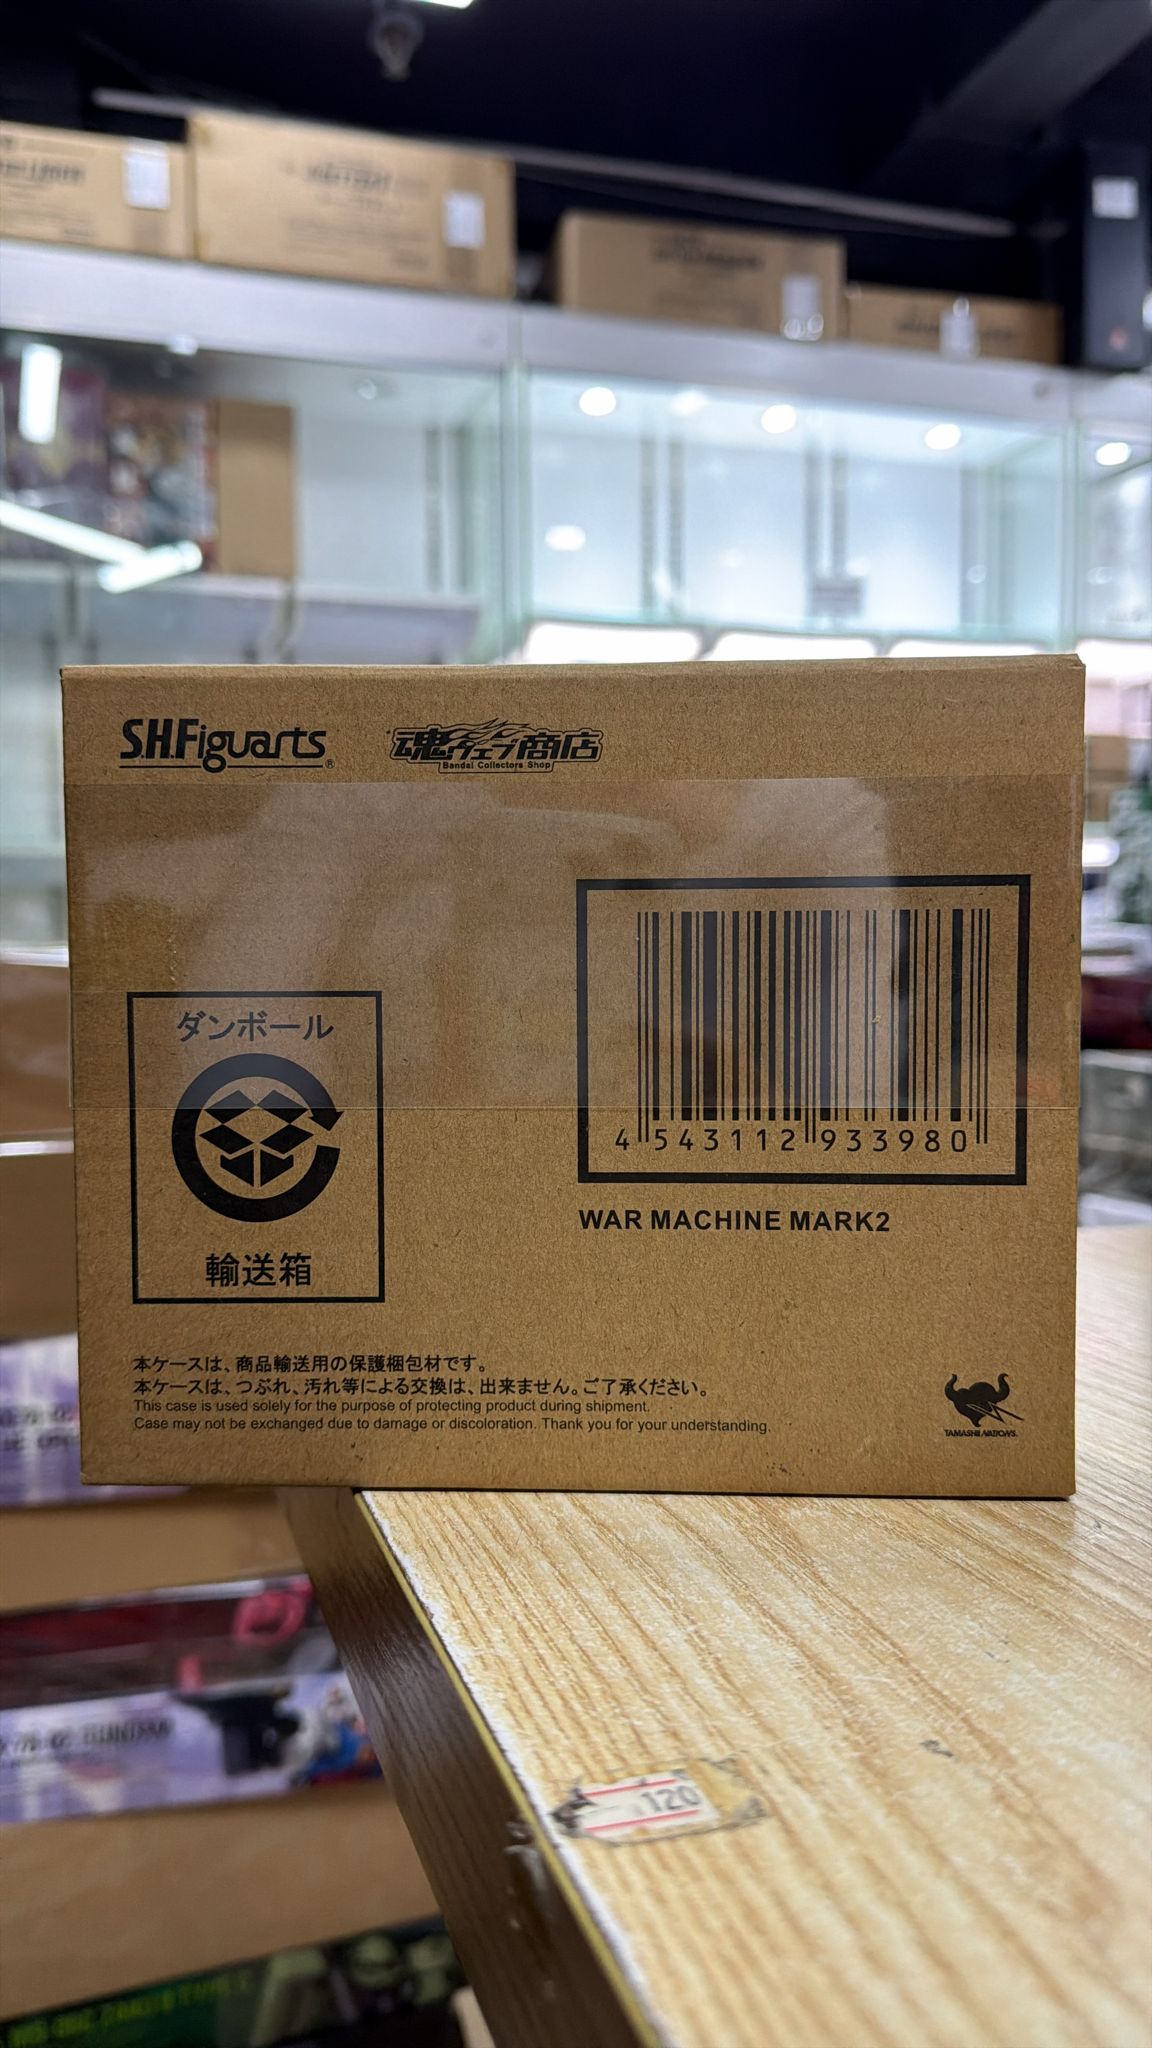 S.H.Figuarts®
魂ウェブ商店
Bandai Collectors Shop
ダンボール
輸送箱
4 543112 933980
WAR MACHINE MARK2
本ケースは、商品輸送用の保護梱包材です。
本ケースは、つぶれ、汚れ等による交換は、出来ません。ご了承ください。
This case is used solely for the purpose of protecting product during shipment.
Case may not be exchanged due to damage or discoloration. Thank you for your understanding.
TAMASHII NATIONS.
120